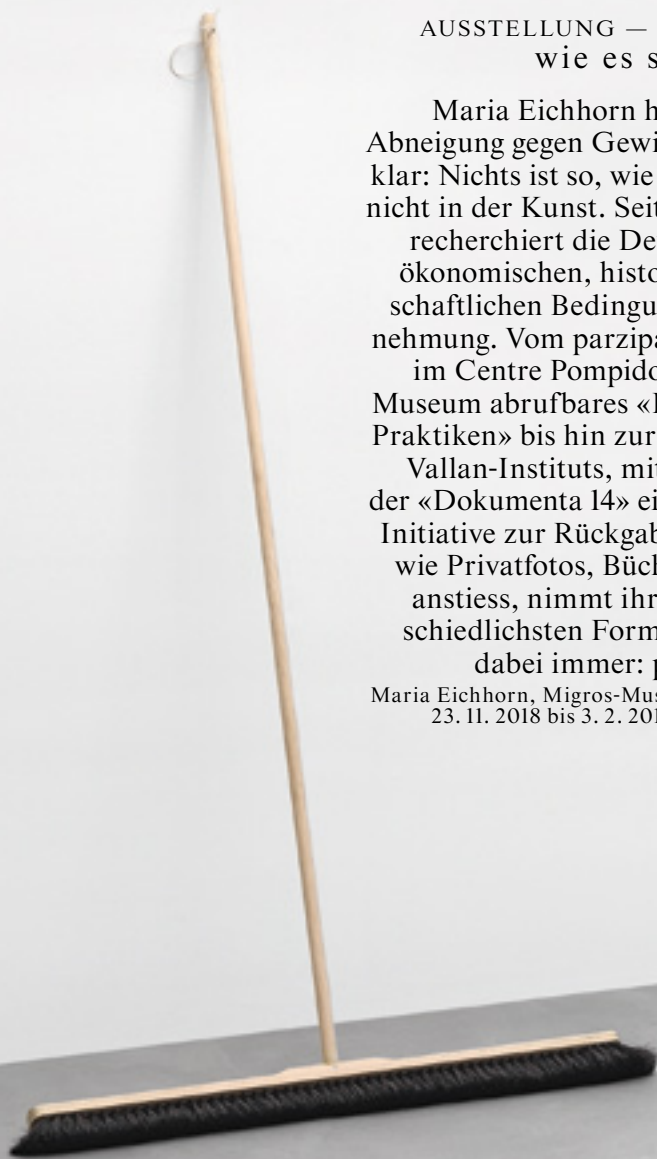 AUSSTELLUNG —
wie es s
Maria Eichhorn h
Abneigung gegen Gewi
klar: Nichts ist so, wie
nicht in der Kunst. Seit
recherchiert die De
ökonomischen, histo
schaftlichen Bedingu
nehmung. Vom parzipa
im Centre Pompido
Museum abrufbares «
Praktiken» bis hin zur
Vallan-Instituts, mi
der «Dokumenta 14» ei
Initiative zur Rückgab
wie Privatfotos, Büch
anstiess, nimmt ihr
schiedlichsten Form
dabei immer: p
Maria Eichhorn, Migros-Mus
23. 11. 2018 bis 3. 2. 201